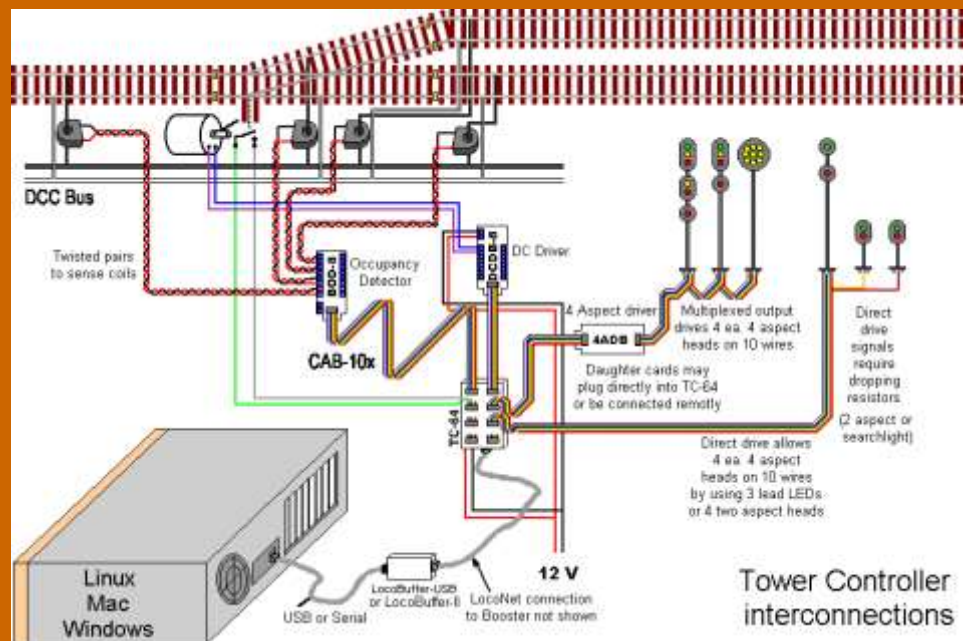 DCC Bus
Twisted pairs
to sense coils
Occupancy
Detector
DC Driver
CAB-10x
4 Aspect driver
4ADB
Multiplexed output
drives 4 ea. 4 aspect
heads on 10 wires
Direct
drive
signals
require
dropping
resistors
(2 aspect or
searchlight)
Daughter cards may
plug directly into TC-64
or be connected remotly
TC-64
Direct drive allows
4 ea. 4 aspect
heads on 10 wires
by using 3 lead LEDs
or 4 two aspect heads
Linux
Mac
Windows
USB or Serial
LocoBuffer-USB
or LocoBuffer-II
LocoNet connection
to Booster not shown
12 V
Tower Controller
interconnections